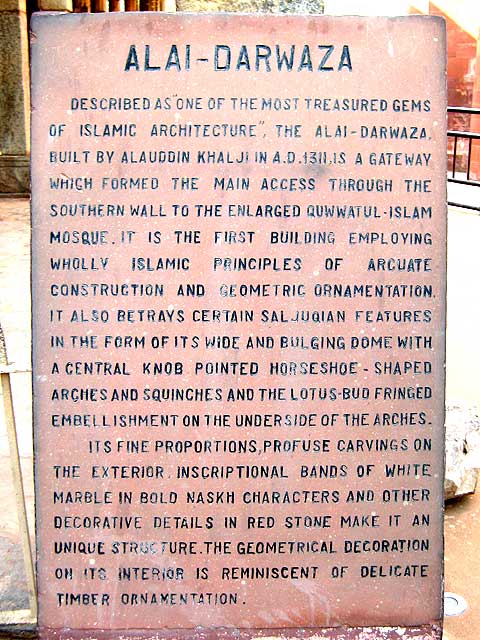 ALAI-DARWAZA
DESCRIBED AS "ONE OF THE MOST TREASURED GEMS
OF ISLAMIC ARCHITECTURE", THE ALAI-DARWAZA,
BUILT BY ALAUDDIN KHALJI IN A.D. 1311, IS A GATEWAY
WHICH FORMED THE MAIN ACCESS THROUGH THE
SOUTHERN WALL TO THE ENLARGED QUWWATUL-ISLAM
MOSQUE. IT IS THE FIRST BUILDING EMPLOYING
WHOLLY ISLAMIC PRINCIPLES OF ARCUATE
CONSTRUCTION AND GEOMETRIC ORNAMENTATION.
IT ALSO BETRAYS CERTAIN SALJUQIAN FEATURES
IN THE FORM OF ITS WIDE AND BULGING DOME WITH
A CENTRAL KNOB POINTED HORSESHOE-SHAPED
ARCHES AND SQUINCHES AND THE LOTUS-BUD FRINGED
EMBELLISHMENT ON THE UNDERSIDE OF THE ARCHES.
ITS FINE PROPORTIONS, PROFUSE CARVINGS ON
THE EXTERIOR, INSCRIPTIONAL BANDS OF WHITE
MARBLE IN BOLD NASKH CHARACTERS AND OTHER
DECORATIVE DETAILS IN RED STONE MAKE IT AN
UNIQUE STRUCTURE. THE GEOMETRICAL DECORATION
ON ITS INTERIOR IS REMINISCENT OF DELICATE
TIMBER ORNAMENTATION.